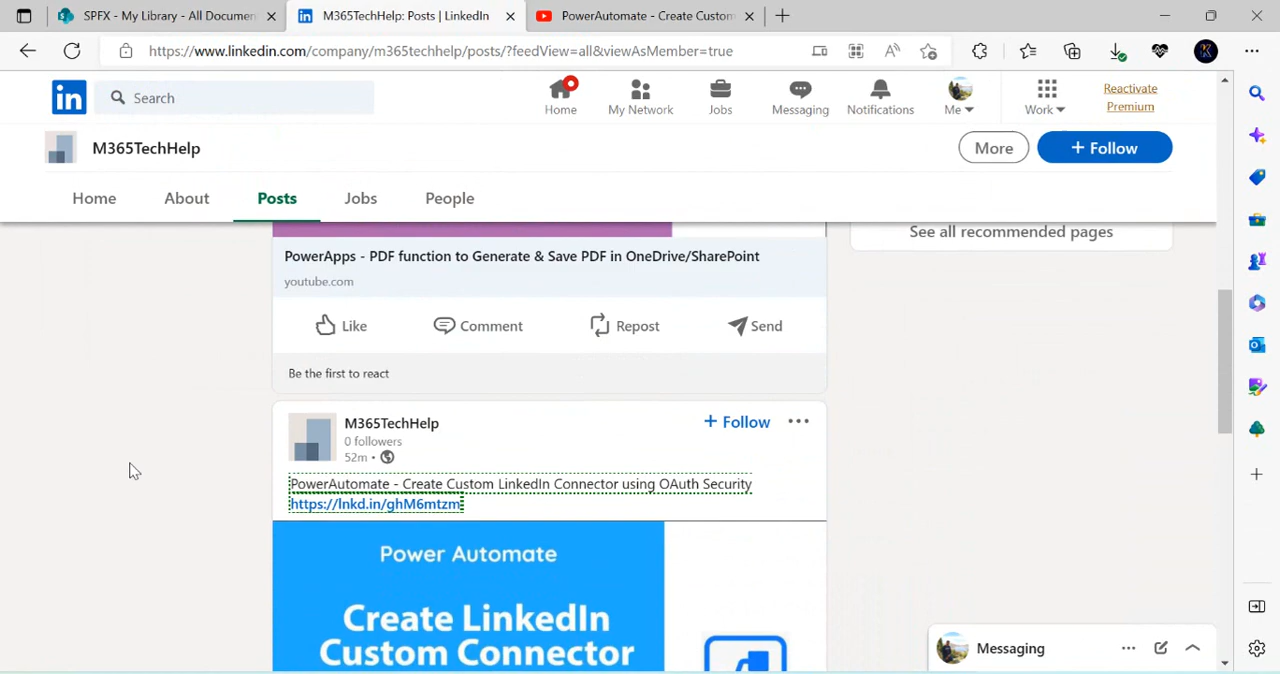 SPFX - My Library - All Documen
M365TechHelp: Posts | LinkedIn
PowerAutomate - Create Custom
https://www.linkedin.com/company/m365techhelp/posts/?feedView=all&viewAsMember=true
in
Search
Home
My Network
Jobs
Messaging
Notifications
Me
Work
Reactivate
Premium
M365TechHelp
More
+ Follow
Home
About
Posts
Jobs
People
See all recommended pages
PowerApps - PDF function to Generate & Save PDF in OneDrive/SharePoint
youtube.com
Like
Comment
Repost
Send
Be the first to react
M365TechHelp
+ Follow
0 followers
52m •
PowerAutomate - Create Custom LinkedIn Connector using OAuth Security
https://lnkd.in/ghM6mtzm
Power Automate
Create LinkedIn
Custom Connector
Messaging